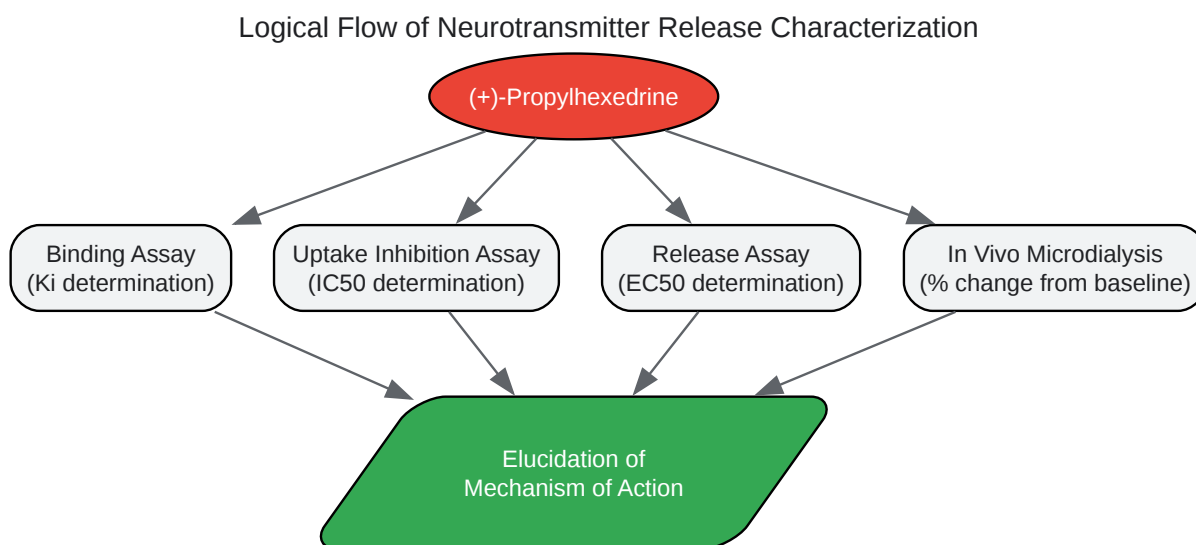 Logical Flow of Neurotransmitter Release Characterization
(+)-Propylhexedrine
Binding Assay
(Ki determination)
Uptake Inhibition Assay
(IC50 determination)
Release Assay
(EC50 determination)
In Vivo Microdialysis
(% change from baseline)
Elucidation of
Mechanism of Action